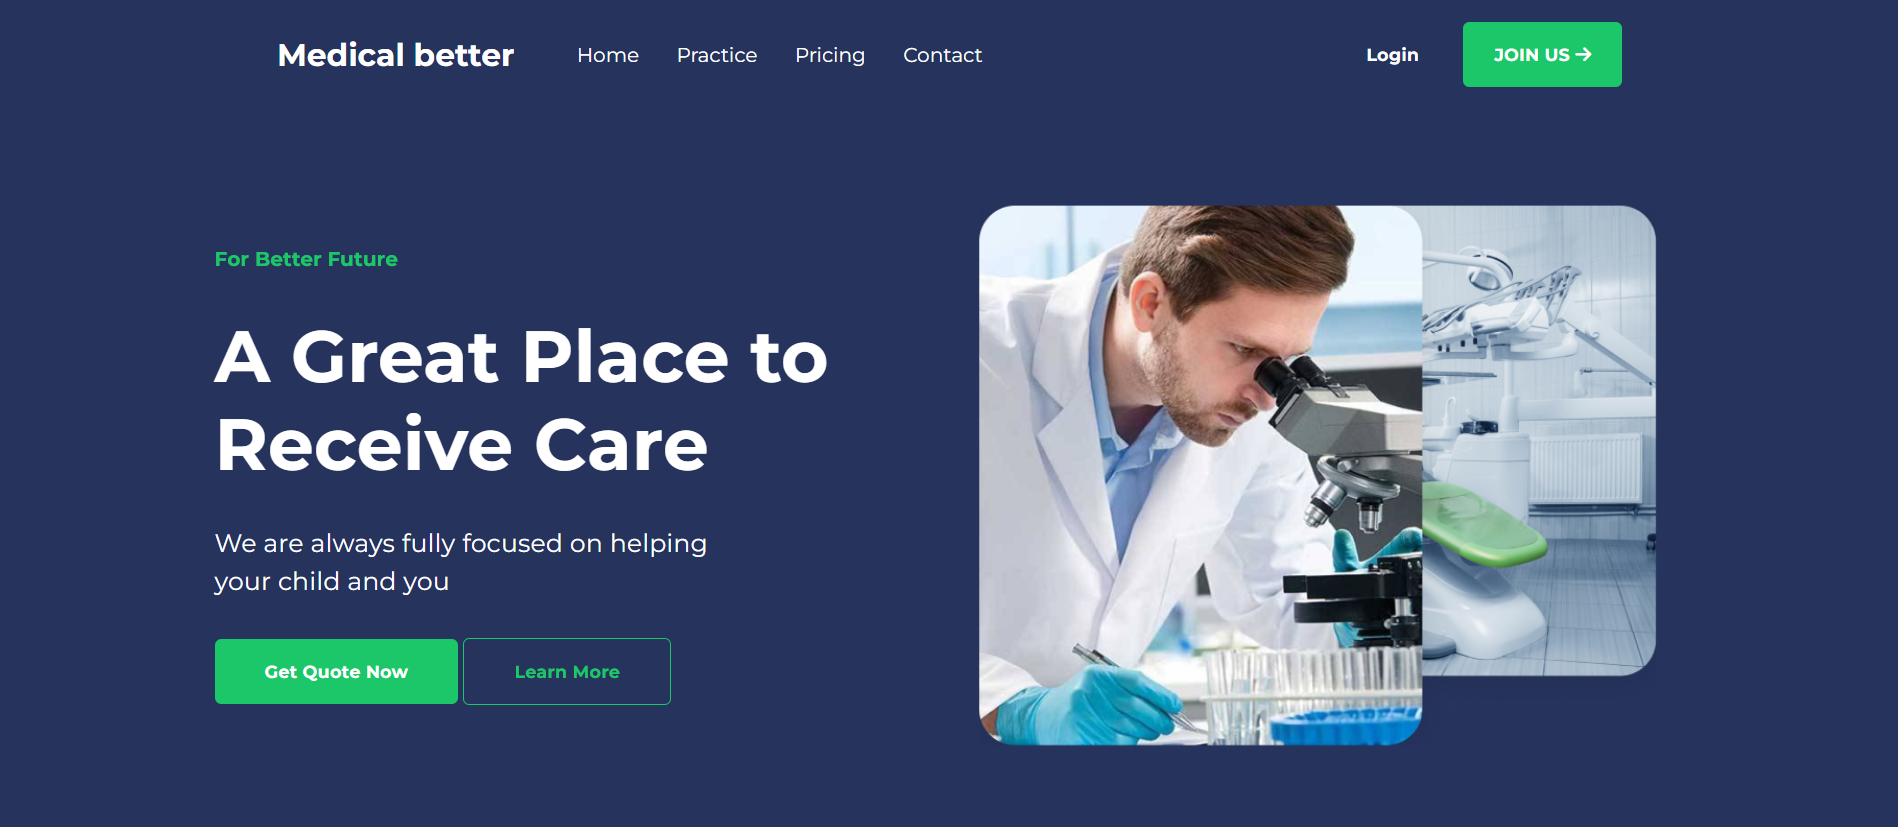 Medical better
Home
Practice
Pricing
Contact
Login
JOIN US →
For Better Future
A Great Place to
Receive Care
We are always fully focused on helping
your child and you
Get Quote Now
Learn More